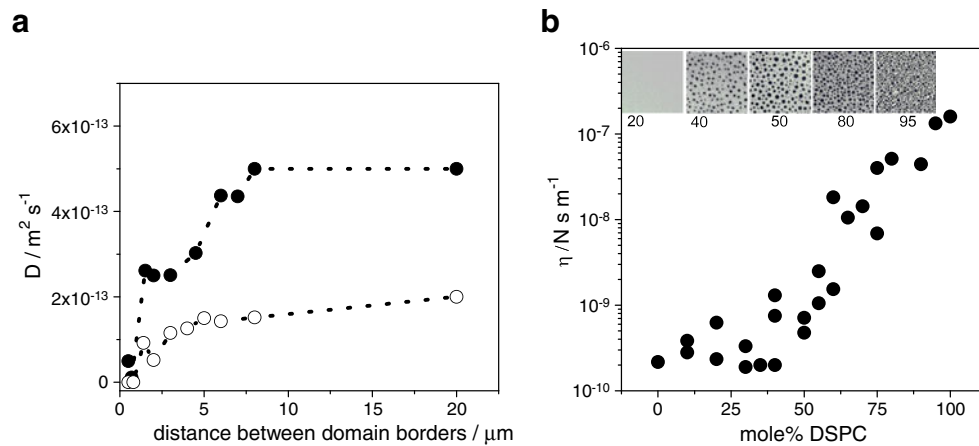 a
6x10⁻¹³
4x10⁻¹³
2x10⁻¹³
0
D / m² s⁻¹
0 5 10 15 20
distance between domain borders / μm
b
10⁻⁶
10⁻⁷
10⁻⁸
10⁻⁹
10⁻¹⁰
η /N s m⁻¹
20 40 50 80 95
0 25 50 75 100
mole% DSPC